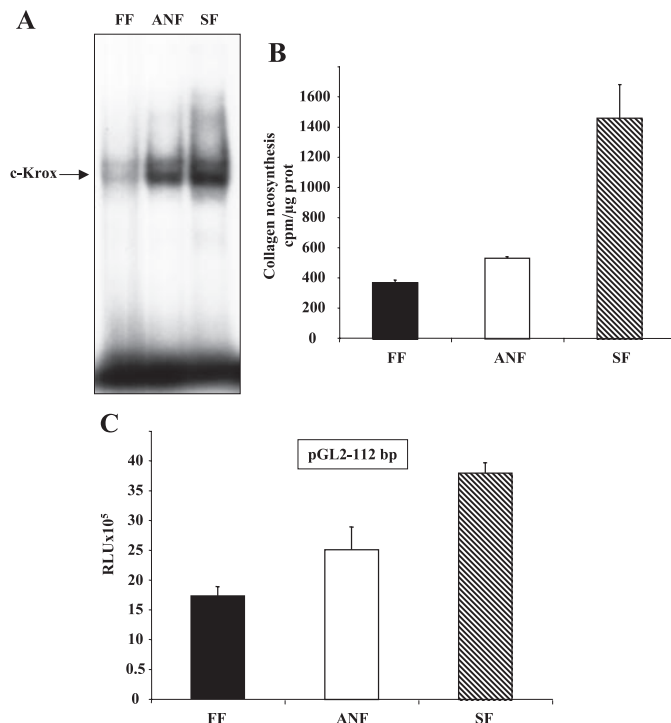 A
FF ANF SF
c-Krox
B
Collagen neosynthesis
cpm/µg prot
1600
1400
1200
1000
800
600
400
200
0
FF ANF SF
C
pGL2-112 bp
RLUx10⁵
40
35
30
25
20
15
10
0.5
0
FF ANF SF